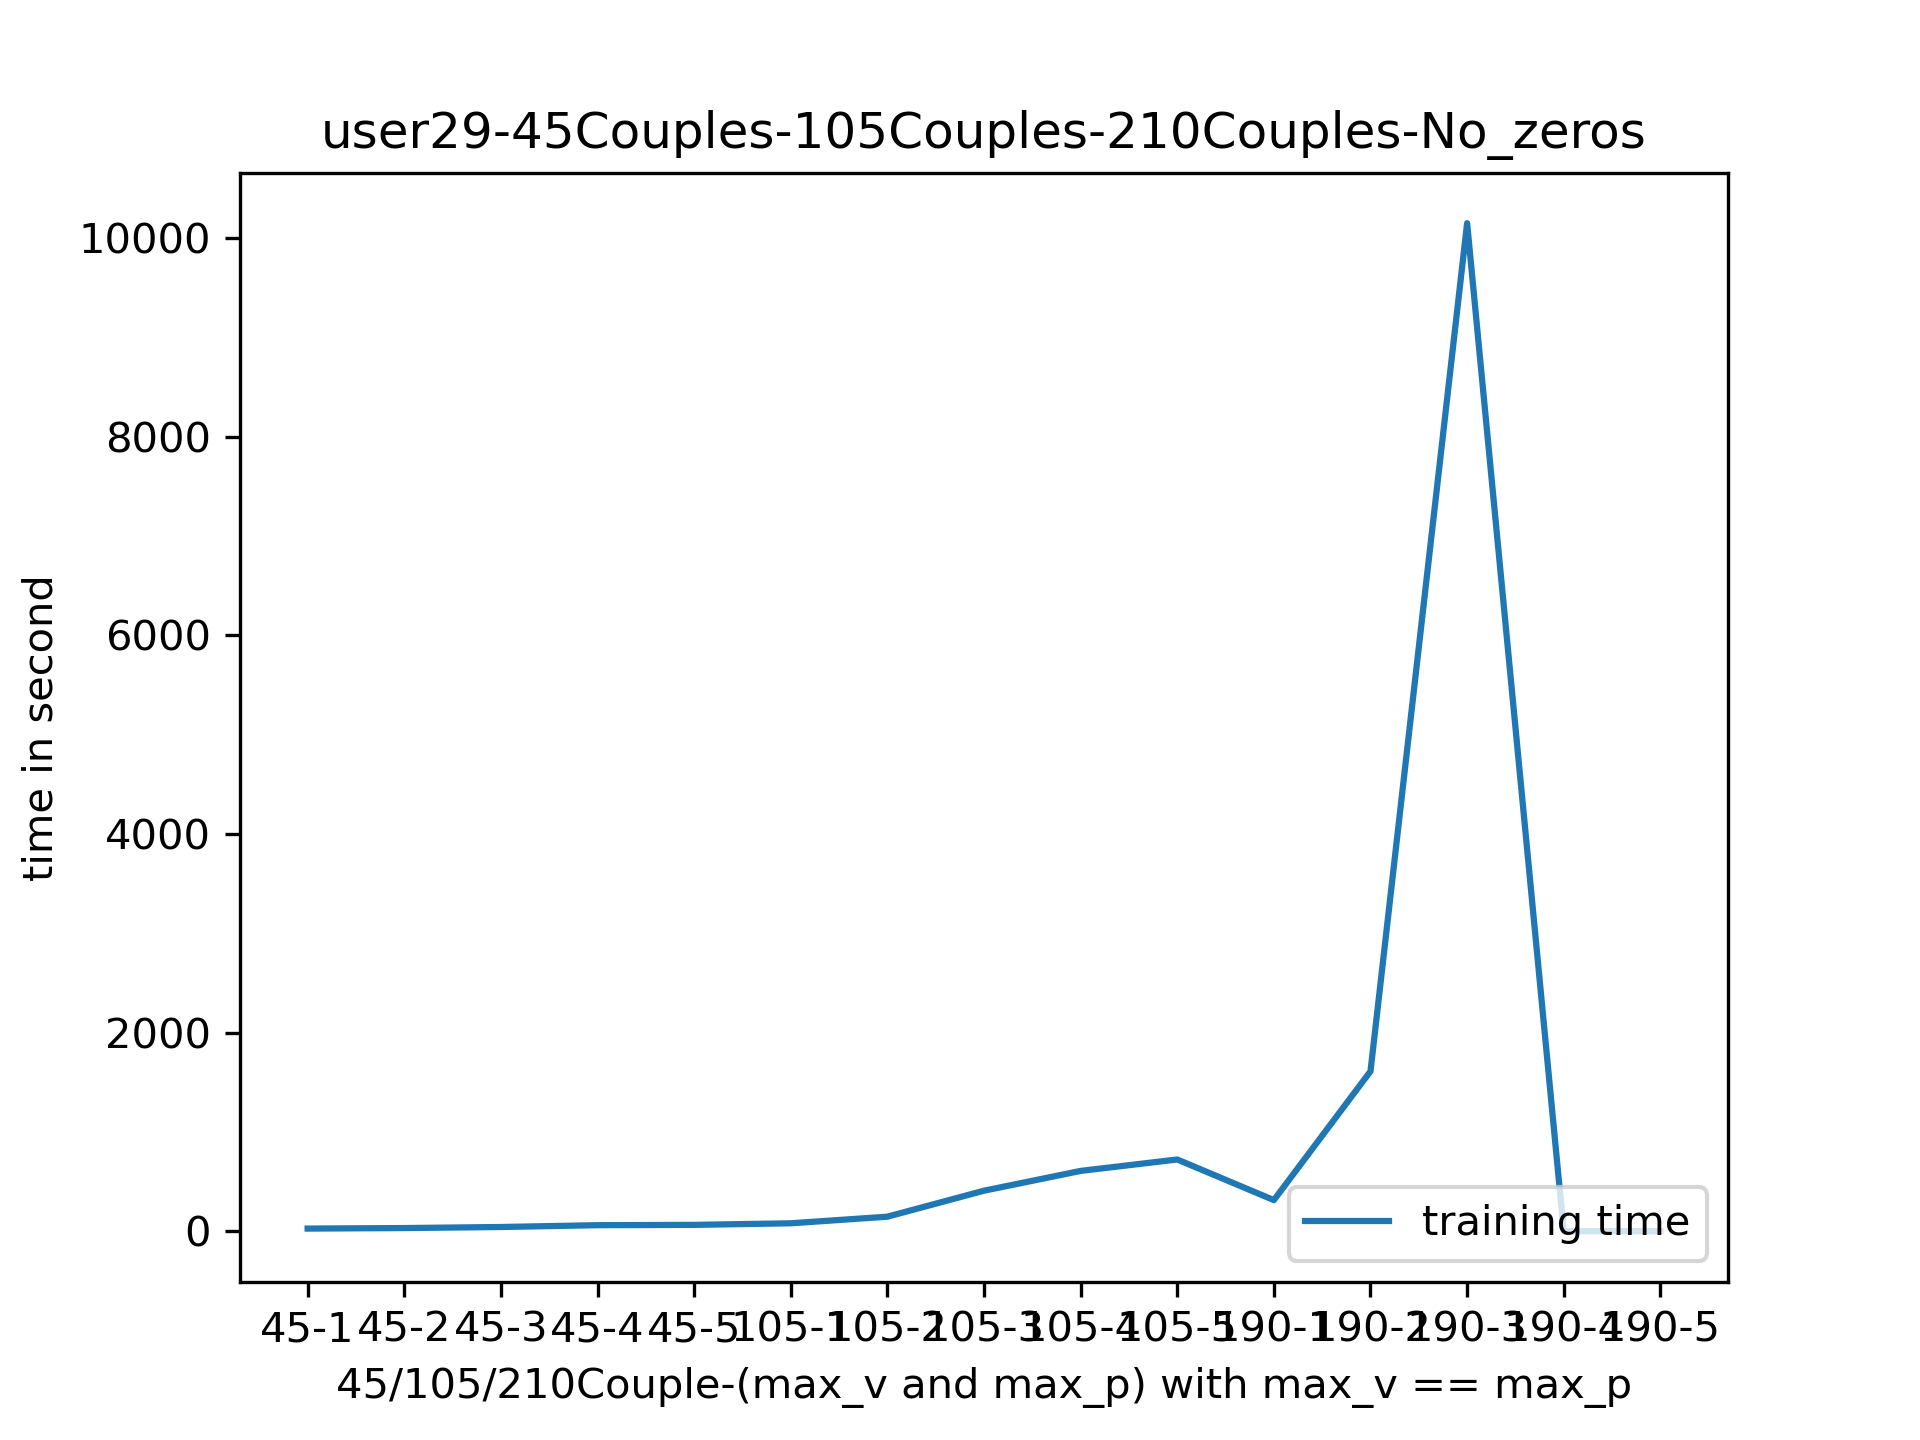 user29-45Couples-105Couples-210Couples-No_zeros
10000
8000
6000
4000
2000
0
time in second
training time
45-1 45-2 45-3 45-4 45-5 105-1 105-2 105-3 105-4 105-5 190-1 190-2 190-3 190-4 190-5
45/105/210Couple-(max_v and max_p) with max_v == max_p